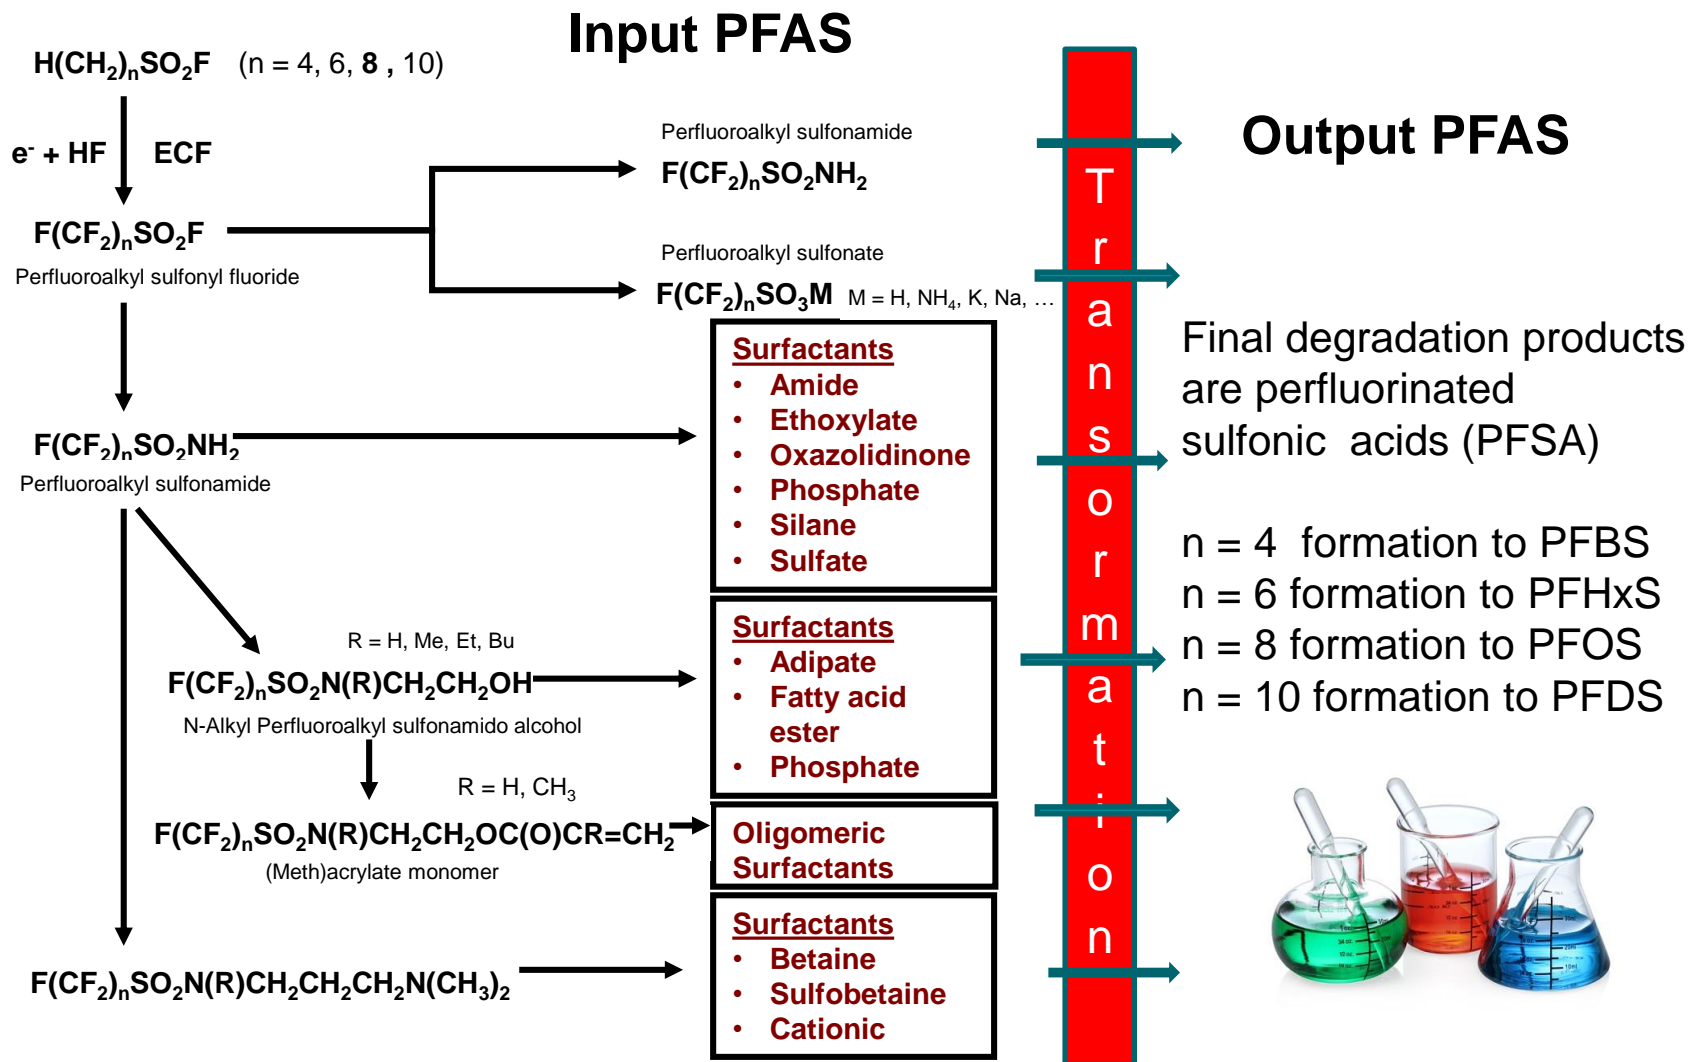 Input PFAS
H(CH₂)ₙSO₂F (n = 4, 6, 8 , 10)
e⁻ + HF ECF
F(CF₂)ₙSO₂F
Perfluoroalkyl sulfonyl fluoride
Perfluoroalkyl sulfonamide
F(CF₂)ₙSO₂NH₂
Perfluoroalkyl sulfonate
F(CF₂)ₙSO₃M M = H, NH₄, K, Na, …
F(CF₂)ₙSO₂NH₂
Perfluoroalkyl sulfonamide
Surfactants
• Amide
• Ethoxylate
• Oxazolidinone
• Phosphate
• Silane
• Sulfate
R = H, Me, Et, Bu
F(CF₂)ₙSO₂N(R)CH₂CH₂OH
N-Alkyl Perfluoroalkyl sulfonamido alcohol
Surfactants
• Adipate
• Fatty acid
ester
• Phosphate
R = H, CH₃
F(CF₂)ₙSO₂N(R)CH₂CH₂OC(O)CR=CH₂
(Meth)acrylate monomer
Oligomeric
Surfactants
F(CF₂)ₙSO₂N(R)CH₂CH₂CH₂N(CH₃)₂
Surfactants
• Betaine
• Sulfobetaine
• Cationic
T
r
a
n
s
o
r
m
a
t
i
o
n
Output PFAS
Final degradation products
are perfluorinated
sulfonic acids (PFSA)
n = 4 formation to PFBS
n = 6 formation to PFHxS
n = 8 formation to PFOS
n = 10 formation to PFDS